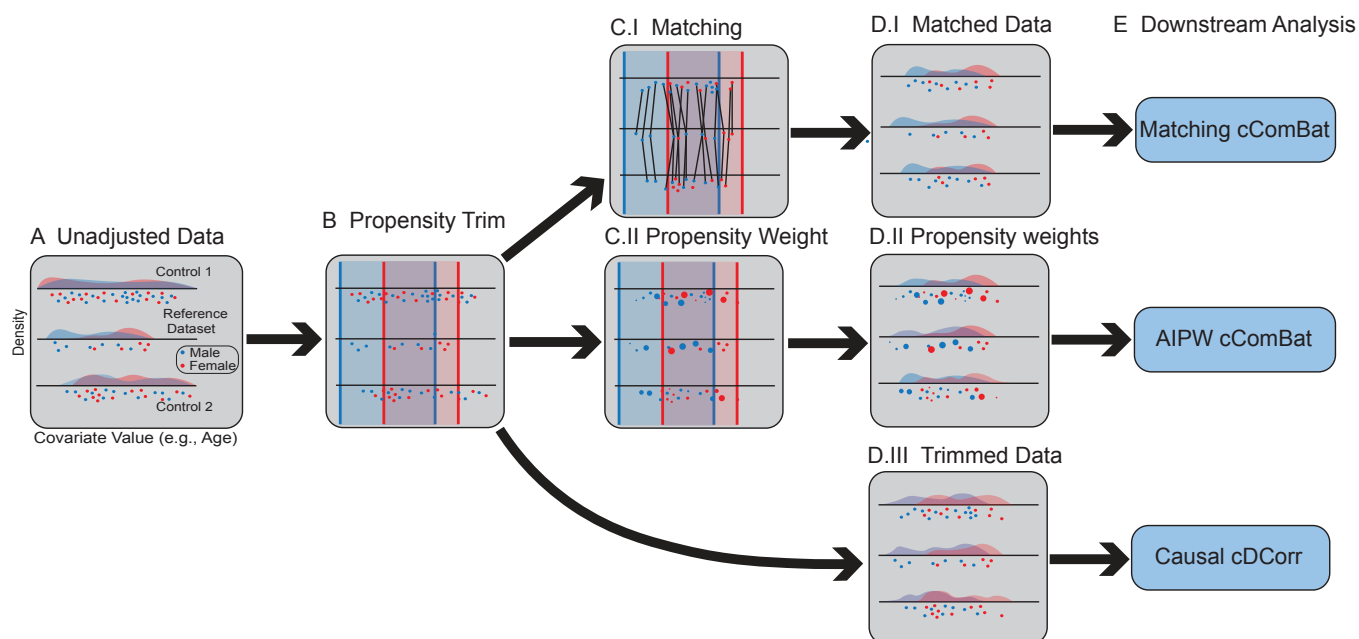 C.I Matching
D.I Matched Data
E Downstream Analysis
Matching cComBat
A Unadjusted Data
B Propensity Trim
C.II Propensity Weight
D.II Propensity weights
Control 1
Reference
Dataset
Male
Female
Control 2
Density
Covariate Value (e.g., Age)
AIPW cComBat
D.III Trimmed Data
Causal cDCorr